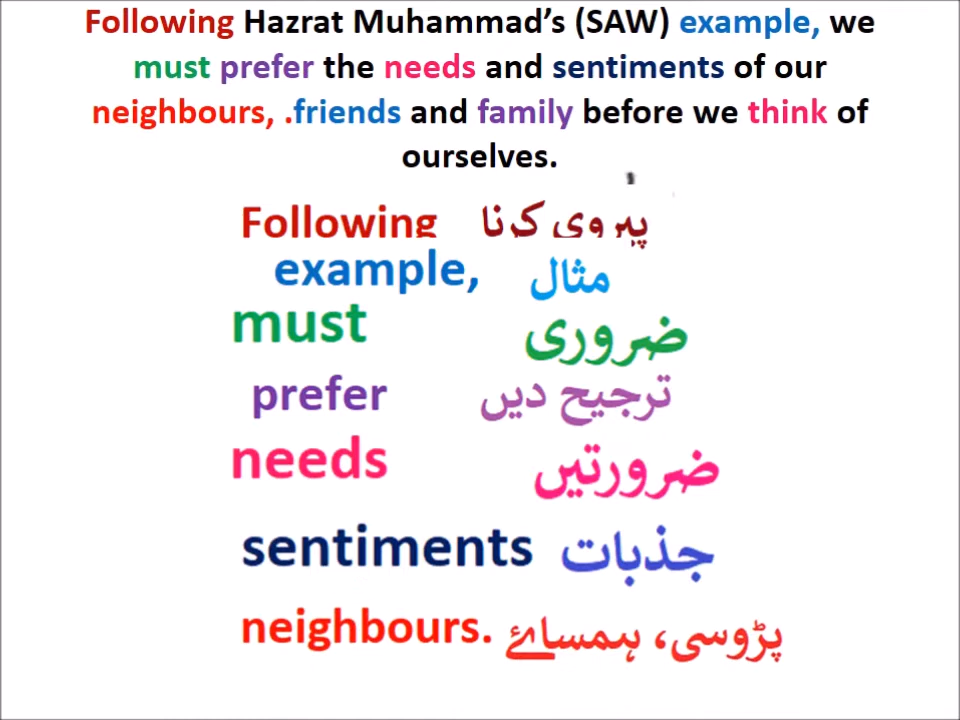 Following Hazrat Muhammad’s (SAW) example, we
must prefer the needs and sentiments of our
neighbours, .friends and family before we think of
ourselves.
Following پیروی کرنا
example, مثال
must ضروری
prefer ترجیح دیں
needs ضرورتیں
sentiments جذبات
neighbours. پڑوسی، ہمسائے